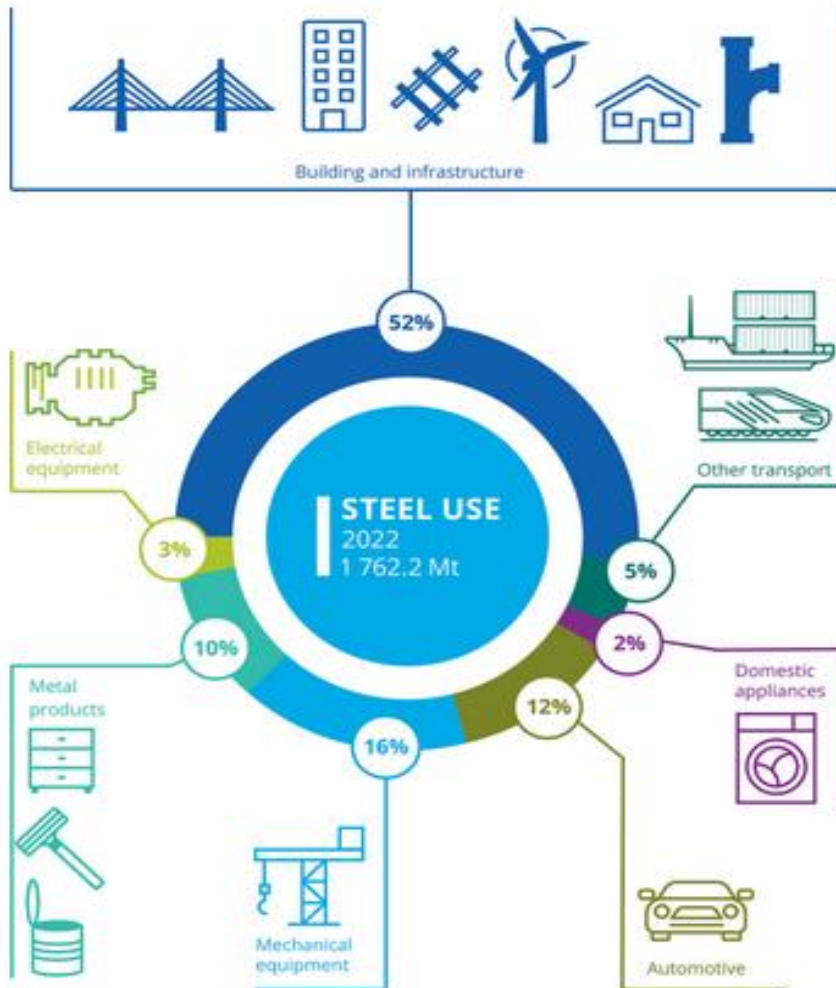 Building and infrastructure
52%
Electrical
equipment
Other transport
STEEL USE
2022
1 762,2 Mt
3%
5%
10%
2%
Metal
products
Domestic
appliances
12%
16%
Mechanical
equipment
Automotive